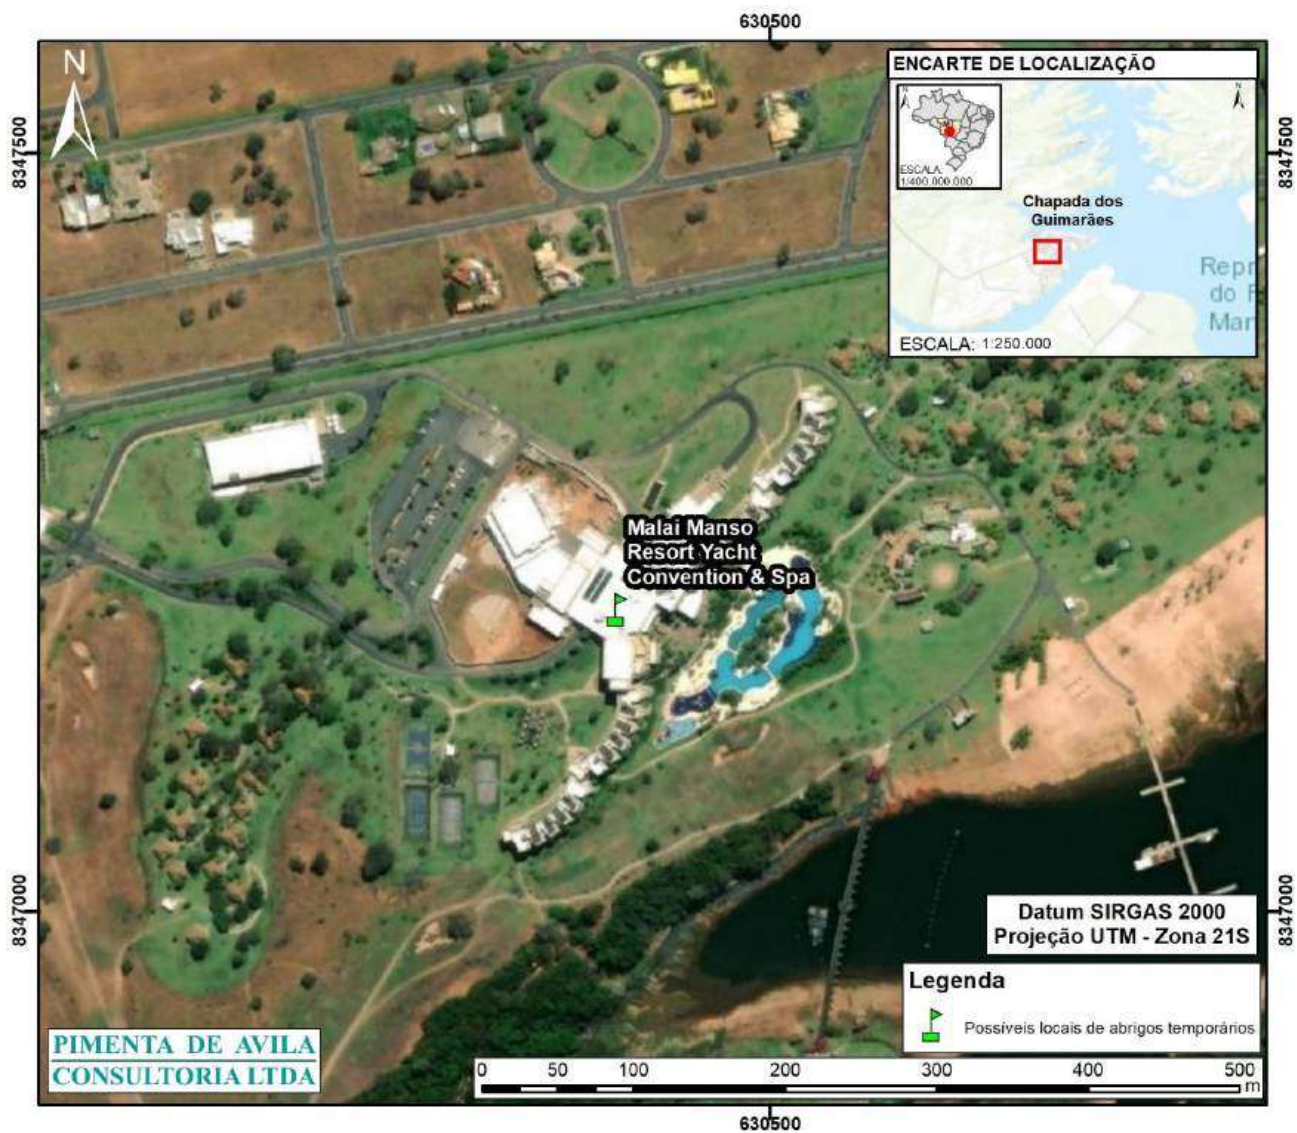 630500
N
8347500
8347500
ENCARTE DE LOCALIZAÇÃO
N
N
ESCALA:
1/400.000.000
Chapada dos
Guimarães
Repr
do F
Man
ESCALA: 1:250.000
Malai Manso
Resort Yacht
Convention & Spa
8347000
8347000
Datum SIRGAS 2000
Projeção UTM - Zona 21S
Legenda
Possíveis locais de abrigos temporários
PIMENTA DE AVILA
CONSULTORIA LTDA
0 50 100 200 300 400 500
m
630500